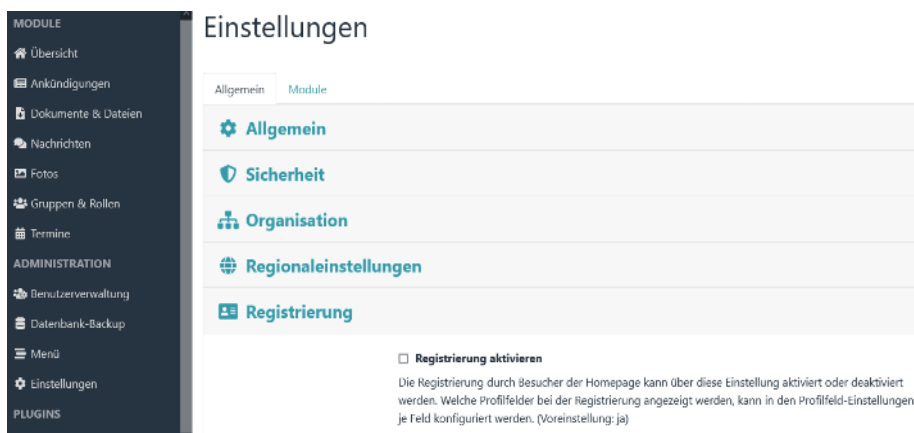 MODULE
Übersicht
Ankündigungen
Dokumente & Dateien
Nachrichten
Fotos
Gruppen & Rollen
Termine
ADMINISTRATION
Benutzerverwaltung
Datenbank-Backup
Menü
Einstellungen
PLUGINS
Einstellungen
Allgemein Module
Allgemein
Sicherheit
Organisation
Regionaleinstellungen
Registrierung
Registrierung aktivieren
Die Registrierung durch Besucher der Homepage kann über diese Einstellung aktiviert oder deaktiviert
werden. Welche Profilfelder bei der Registrierung angezeigt werden, kann in den Profilfeld-Einstellungen
je Feld konfiguriert werden. (Voreinstellung: ja)